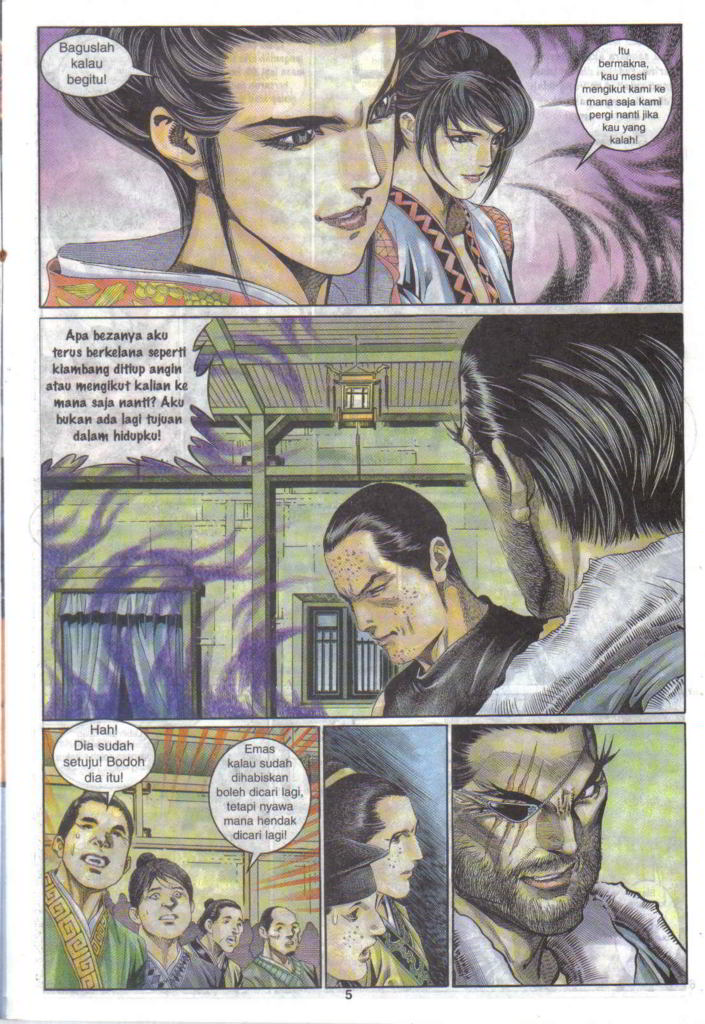 Baguslah
kalau
begitu!
Itu
bermakna,
kau mesti
mengikut kami ke
mana saja kami
pergi nanti jika
kau yang
kalah!
Apa bezanya aku
terus berkelana seperti
kiambang ditiup angin
atau mengikut kalian ke
mana saja nanti? Aku
bukan ada lagi tujuan
dalam hidupku!
Hah!
Dia sudah
setuju! Bodoh
dia itu!
Emas
kalau sudah
dihabiskan
boleh dicari lagi,
tetapi nyawa
mana hendak
dicari lagi!
5